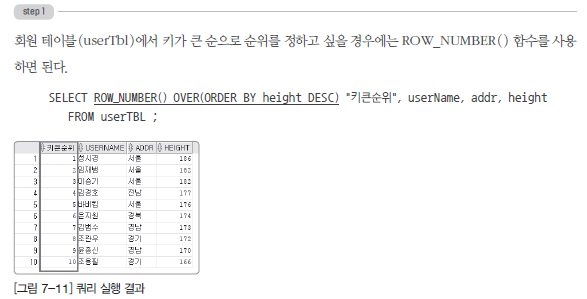 step 1
회원 테이블(userTbl)에서 키가 큰 순으로 순위를 정하고 싶을 경우에는 ROW_NUMBER() 함수를 사용
하면 된다.
SELECT ROW_NUMBER() OVER(ORDER BY height DESC) "키큰순위", userName, addr, height
FROM userTBL ;
키큰순위 USERNAME ADDR HEIGHT
1 1 성시경 서울 186
2 2 임재범 서울 182
3 3 이승기 서울 182
4 4 김경호 전남 177
5 5 바비킴 서울 176
6 6 은지원 경북 174
7 7 김범수 경남 173
8 8 조관우 경기 172
9 9 윤종신 경남 170
10 10 조용필 경기 166
[그림 7-11] 쿼리 실행 결과